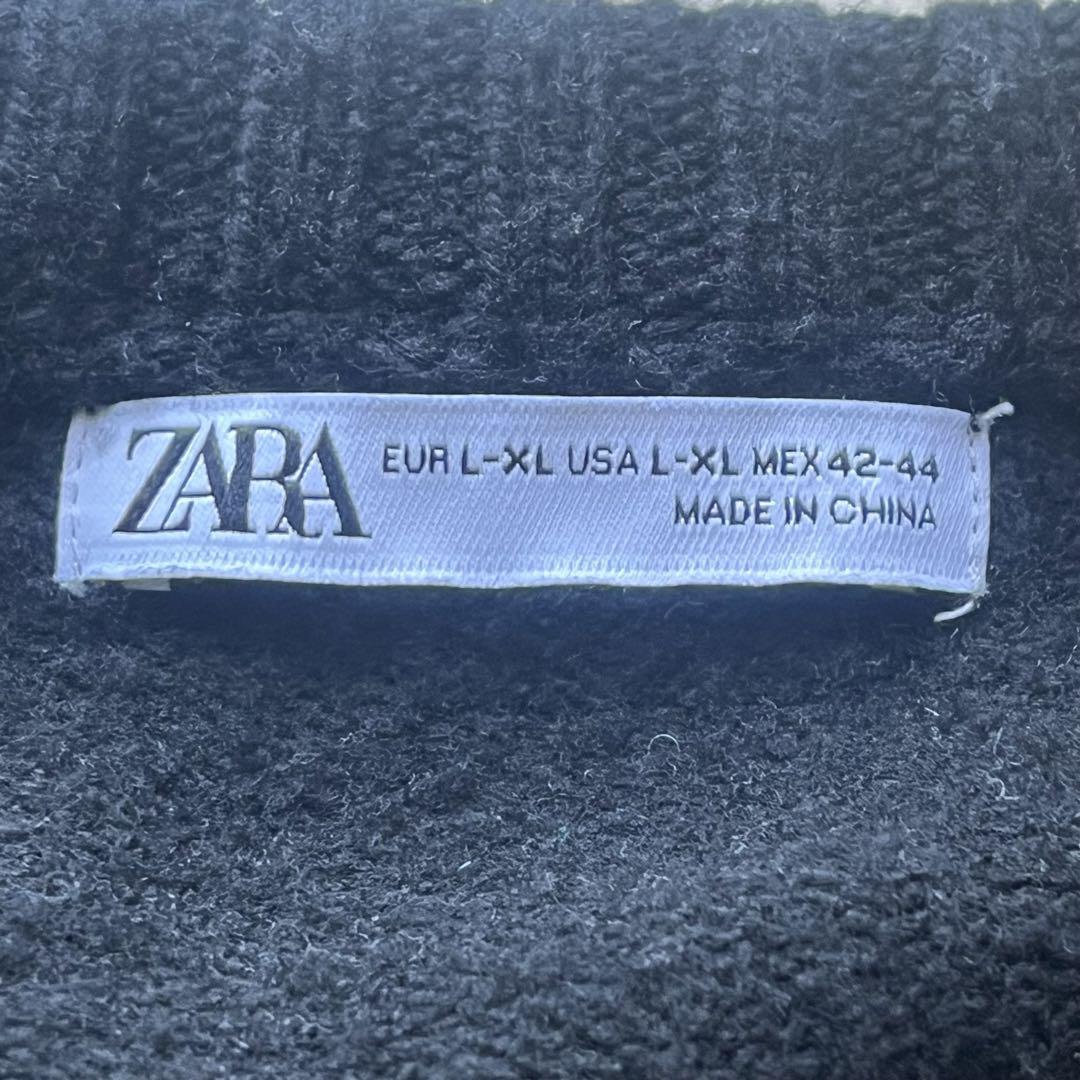 ZARA
EUR L-XL USA L-XL MEX 42-44
MADE IN CHINA